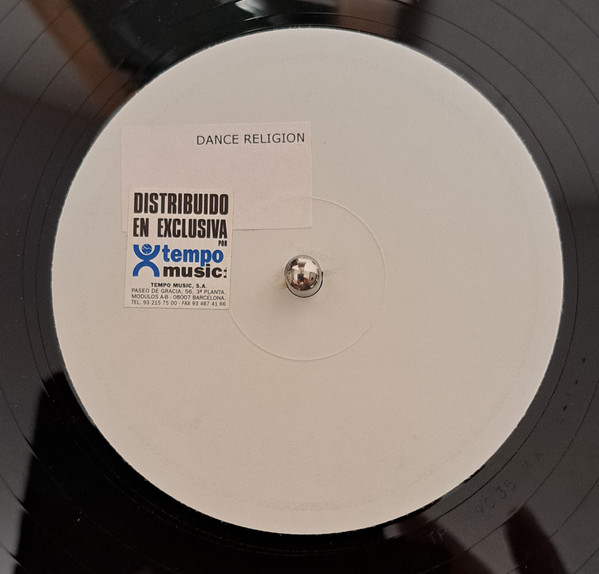 DANCE RELIGION
DISTRIBUIDO
EN EXCLUSIVA
POR
tempo
music
TEMPO MUSIC, S.A.
PASEO DE GRACIA, 56, 3ª PLANTA,
MODULOS A-B - 08007 BARCELONA.
TEL. 93 215 75 00 - FAX 93 487 41 66